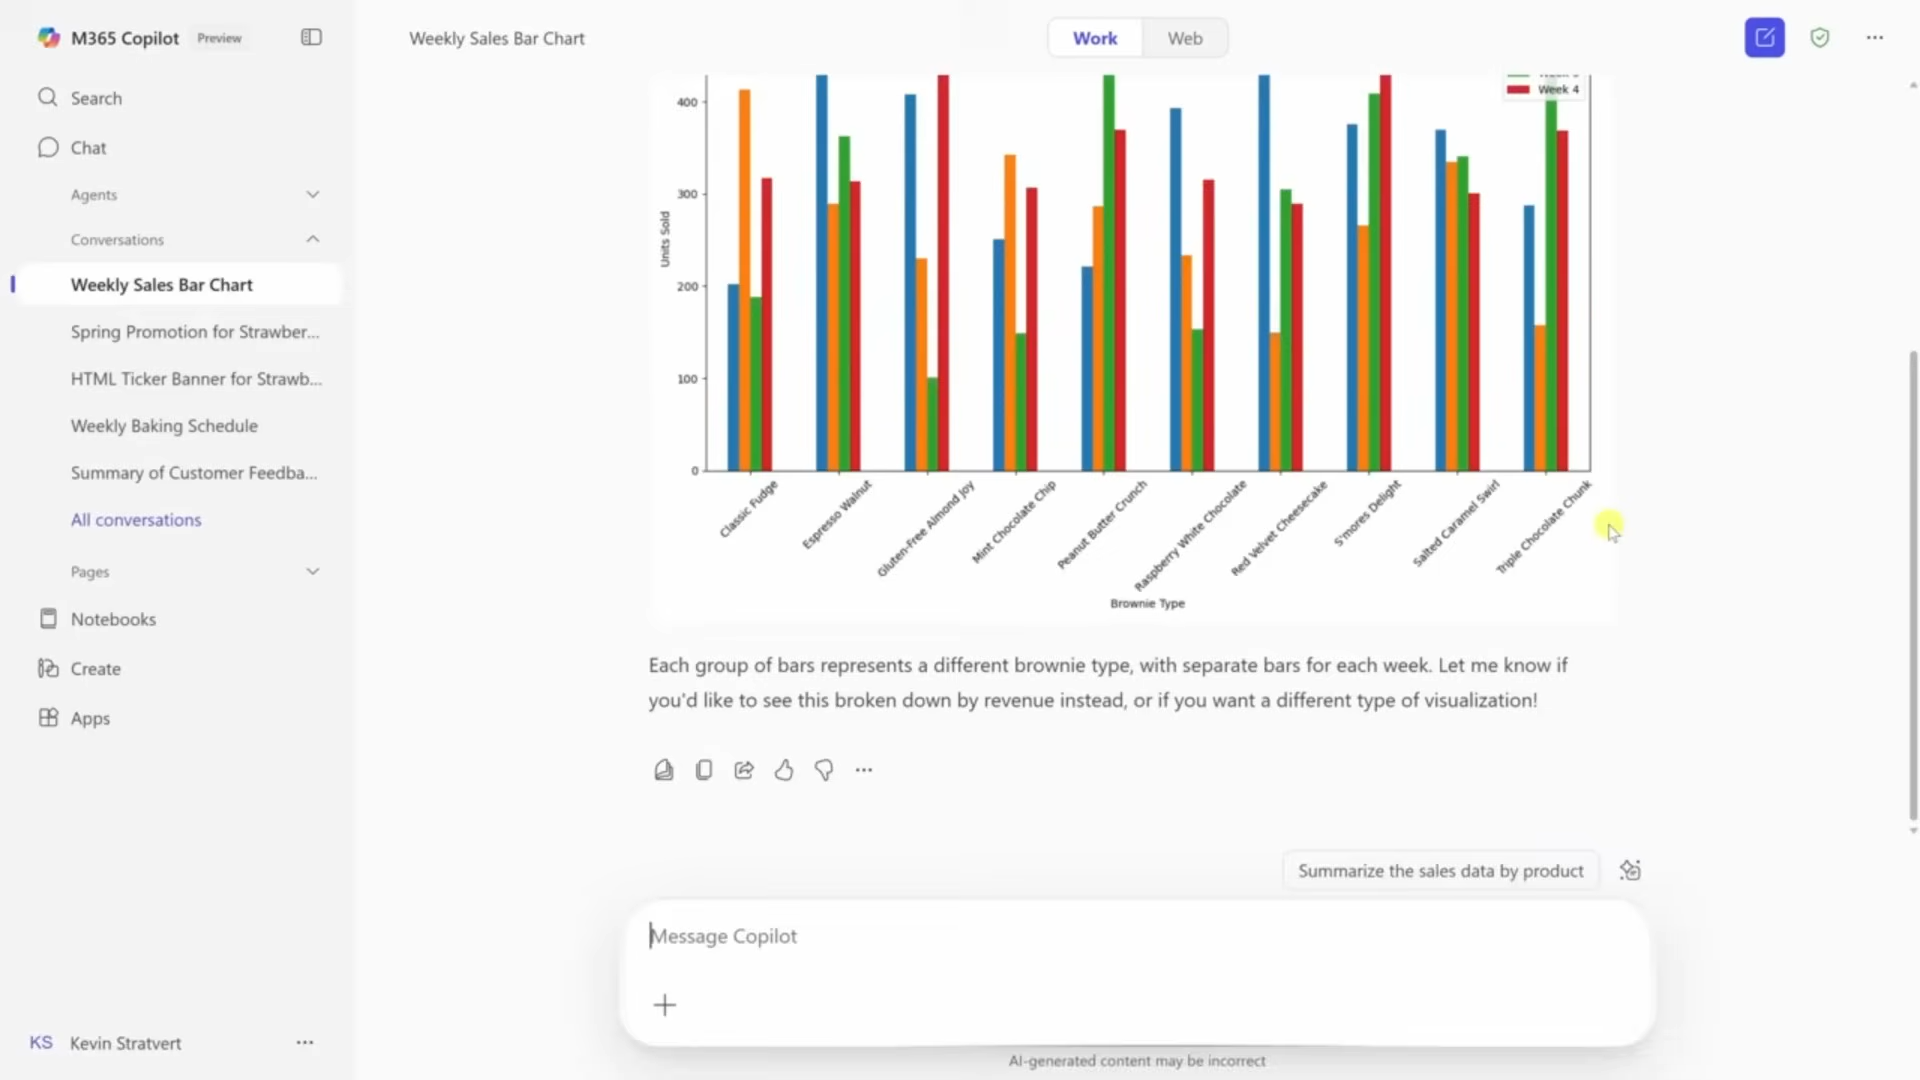 M365 Copilot Preview
Search
Chat
Agents
Conversations
Weekly Sales Bar Chart
Spring Promotion for Strawber...
HTML Ticker Banner for Strawb...
Weekly Baking Schedule
Summary of Customer Feedba...
All conversations
Pages
Notebooks
Create
Apps
KS Kevin Stratvert
Weekly Sales Bar Chart
Work Web
Week 4
400
300
200
100
0
Units Sold
Classic Fudge
Espresso Walnut
Gluten-Free Almond Joy
Mint Chocolate Chip
Peanut Butter Crunch
Raspberry White Chocolate
Red Velvet Cheesecake
S'mores Delight
Salted Caramel Swirl
Triple Chocolate Chunk
Brownie Type
Each group of bars represents a different brownie type, with separate bars for each week. Let me know if
you'd like to see this broken down by revenue instead, or if you want a different type of visualization!
Summarize the sales data by product
Message Copilot
AI-generated content may be incorrect